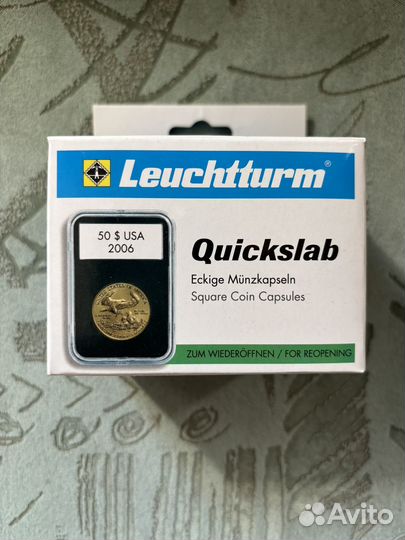 Leuchtturm®
50 $ USA
2006
Quickslab
Eckige Münzkapseln
Square Coin Capsules
ZUM WIEDERÖFFNEN / FOR REOPENING
Avito